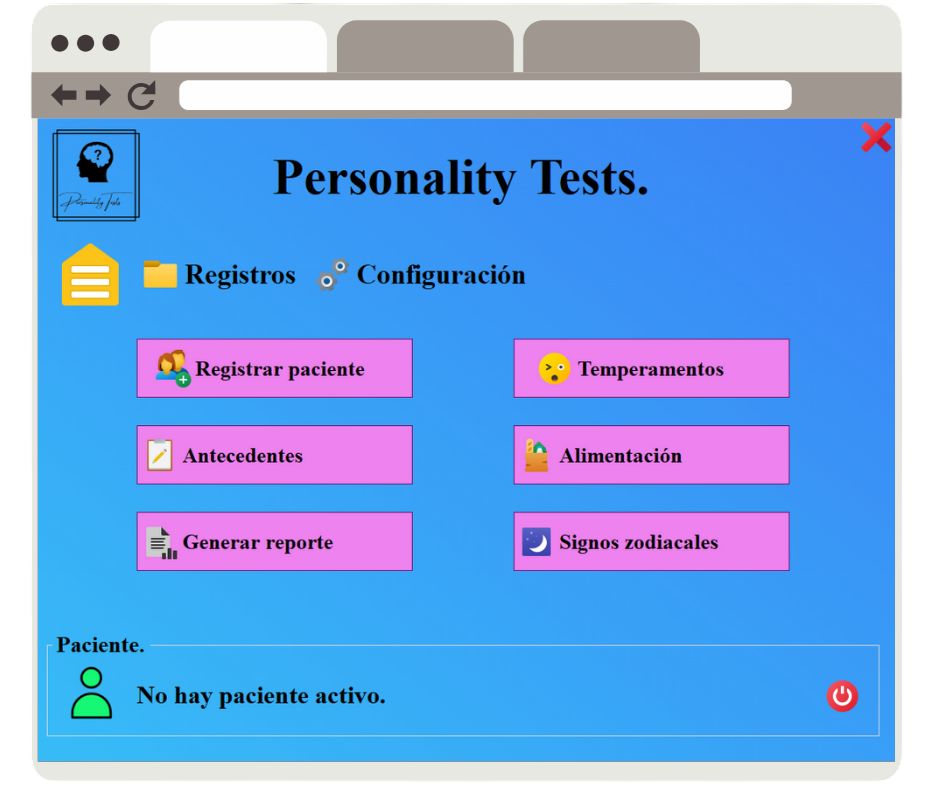 Personality Tests
Personality Tests.
Registros Configuración
Registrar paciente
Temperamentos
Antecedentes
Alimentación
Generar reporte
Signos zodiacales
Paciente.
No hay paciente activo.